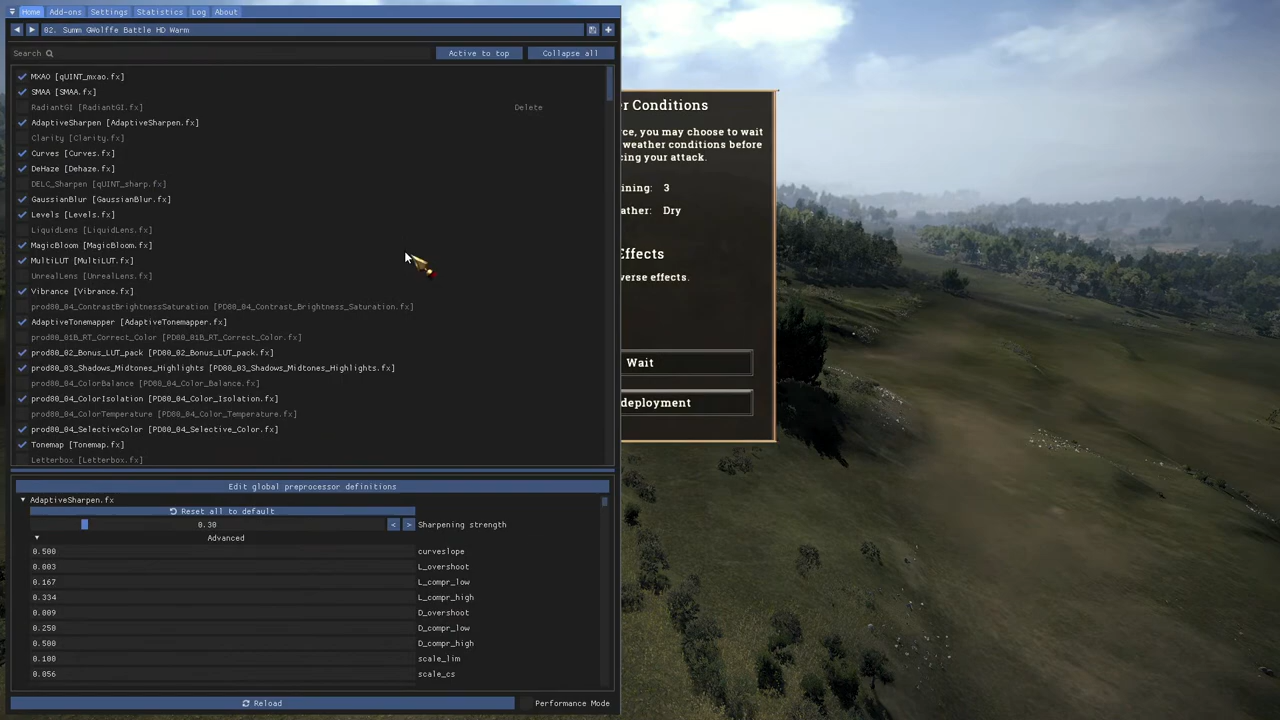 Home Add-ons Settings Statistics Log About
02. Summ GWolffe Battle HD Warm
Search
Active to top
Collapse all
MXAO [qUINT_mxao.fx]
SMAA [SMAA.fx]
RadiantGI [RadiantGI.fx] Delete
AdaptiveSharpen [AdaptiveSharpen.fx]
Clarity [Clarity.fx]
Curves [Curves.fx]
DeHaze [Dehaze.fx]
DELC_Sharpen [qUINT_sharp.fx]
GaussianBlur [GaussianBlur.fx]
Levels [Levels.fx]
LiquidLens [LiquidLens.fx]
MagicBloom [MagicBloom.fx]
MultiLUT [MultiLUT.fx]
UnrealLens [UnrealLens.fx]
Vibrance [Vibrance.fx]
prod80_04_ContrastBrightnessSaturation [PD80_04_Contrast_Brightness_Saturation.fx]
AdaptiveTonemapper [AdaptiveTonemapper.fx]
prod80_01B_RT_Correct_Color [PD80_01B_RT_Correct_Color.fx]
prod80_02_Bonus_LUT_pack [PD80_02_Bonus_LUT_pack.fx]
prod80_03_Shadows_Midtones_Highlights [PD80_03_Shadows_Midtones_Highlights.fx]
prod80_04_ColorBalance [PD80_04_Color_Balance.fx]
prod80_04_ColorIsolation [PD80_04_Color_Isolation.fx]
prod80_04_ColorTemperature [PD80_04_Color_Temperature.fx]
prod80_04_SelectiveColor [PD80_04_Selective_Color.fx]
Tonemap [Tonemap.fx]
Letterbox [Letterbox.fx]
Edit global preprocessor definitions
AdaptiveSharpen.fx
Reset all to default
0.30 < > Sharpening strength
Advanced
0.500 curveslope
0.003 L_overshoot
0.167 L_compr_low
0.334 L_compr_high
0.009 D_overshoot
0.250 D_compr_low
0.500 D_compr_high
0.100 scale_lim
0.056 scale_cs
Reload
Performance Mode
r Conditions
rce, you may choose to wait
weather conditions before
cing your attack.
ining: 3
ather: Dry
Effects
verse effects.
Wait
deployment